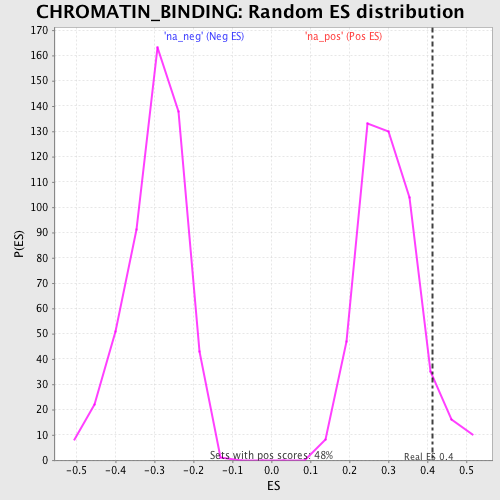 CHROMATIN_BINDING: Random ES distribution
'na_neg' (Neg ES)
'na_pos' (Pos ES)
170
160
150
140
130
120
110
100
90
80
70
60
50
40
30
20
10
0
P(ES)
Sets with pos scores: 48%
Real ES 0.4
-0.5 -0.4 -0.3 -0.2 -0.1 0.0 0.1 0.2 0.3 0.4 0.5
ES